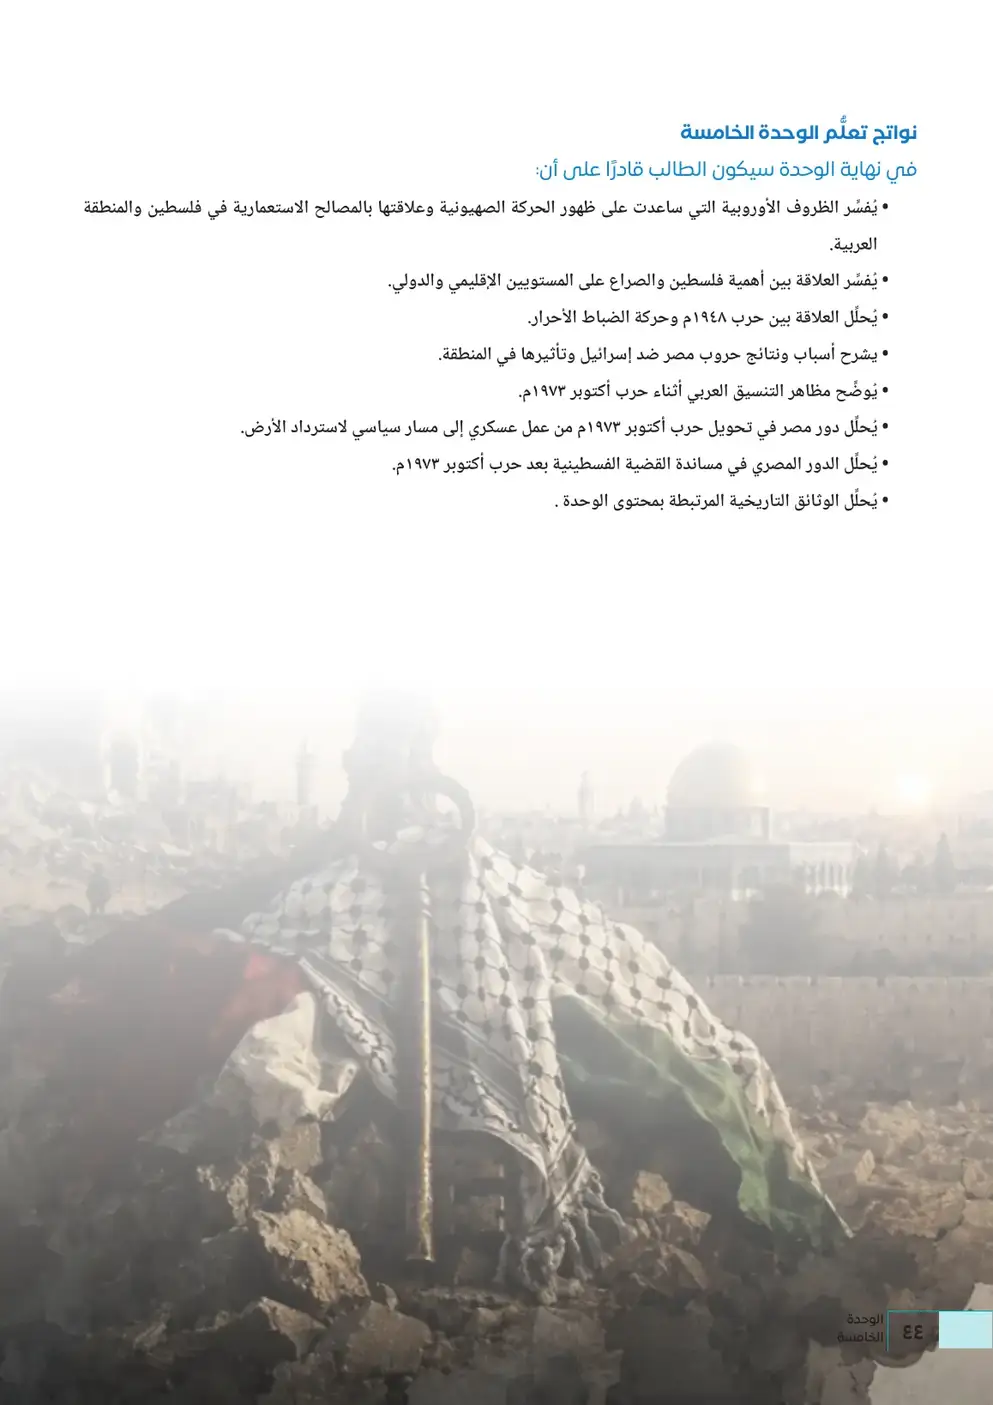 نواتج تعلُّم الوحدة الخامسة
في نهاية الوحدة سيكون الطالب قادرًا على أن:
• يُفسِّر الظروف الأوروبية التي ساعدت على ظهور الحركة الصهيونية وعلاقتها بالمصالح الاستعمارية في فلسطين والمنطقة
العربية.
• يُفسِّر العلاقة بين أهمية فلسطين والصراع على المستويين الإقليمي والدولي.
• يُحلِّل العلاقة بين حرب ١٩٤٨م وحركة الضباط الأحرار.
• يشرح أسباب ونتائج حروب مصر ضد إسرائيل وتأثيرها في المنطقة.
• يُوضِّح مظاهر التنسيق العربي أثناء حرب أكتوبر ١٩٧٣م.
• يُحلِّل دور مصر في تحويل حرب أكتوبر ١٩٧٣م من عمل عسكري إلى مسار سياسي لاسترداد الأرض.
• يُحلِّل الدور المصري في مساندة القضية الفسطينية بعد حرب أكتوبر ١٩٧٣م.
• يُحلِّل الوثائق التاريخية المرتبطة بمحتوى الوحدة .
الوحدة
الخامسة
٤٤